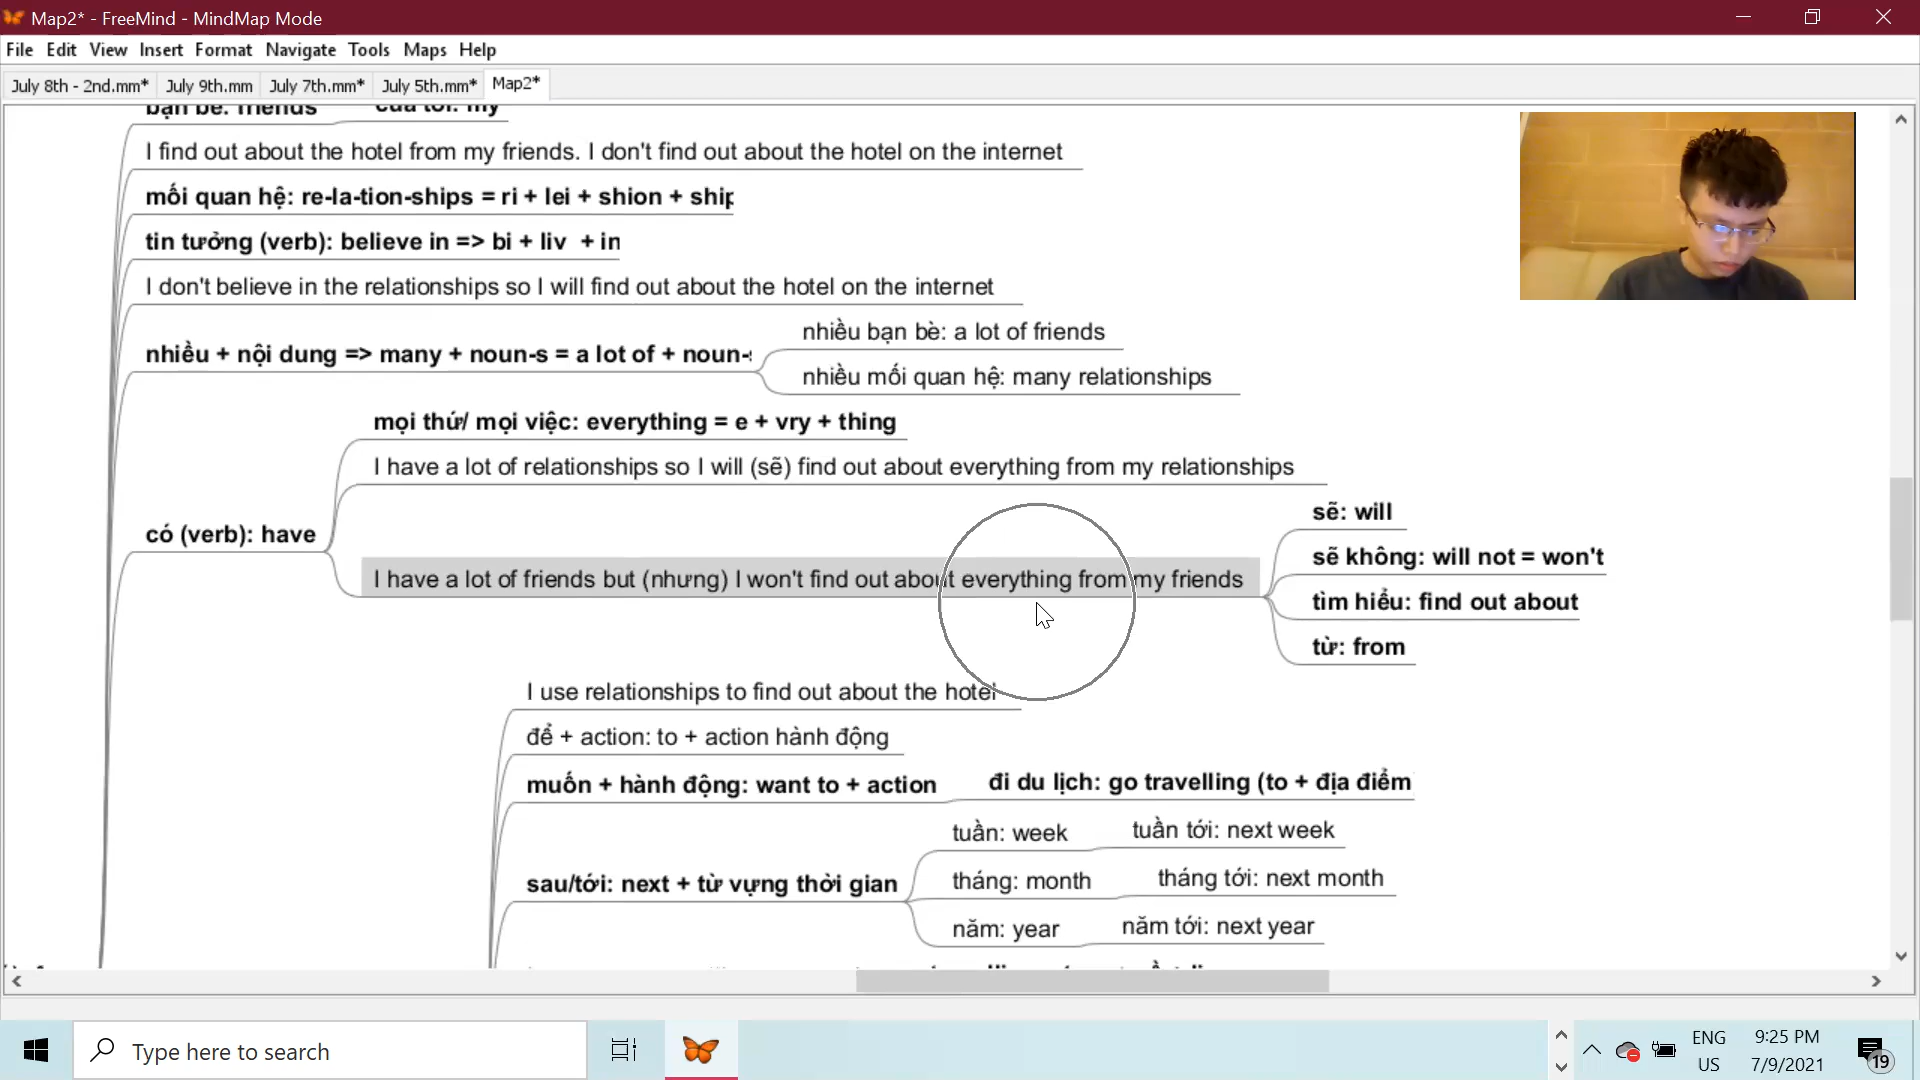 Map2* - FreeMind - MindMap Mode
File Edit View Insert Format Navigate Tools Maps Help
July 8th - 2nd.mm* July 9th.mm July 7th.mm* July 5th.mm* Map2*
bạn bè: friends của tôi: my
I find out about the hotel from my friends. I don't find out about the hotel on the internet
mối quan hệ: re-la-tion-ships = ri + lei + shion + ship
tin tưởng (verb): believe in => bi + liv + in
I don't believe in the relationships so I will find out about the hotel on the internet
nhiều bạn bè: a lot of friends
nhiều + nội dung => many + noun-s = a lot of + noun-s
nhiều mối quan hệ: many relationships
mọi thứ/ mọi việc: everything = e + vry + thing
I have a lot of relationships so I will (sẽ) find out about everything from my relationships
sẽ: will
có (verb): have
sẽ không: will not = won't
I have a lot of friends but (nhưng) I won't find out about everything from my friends
tìm hiểu: find out about
từ: from
I use relationships to find out about the hotel
để + action: to + action hành động
muốn + hành động: want to + action đi du lịch: go travelling (to + địa điểm
tuần: week tuần tới: next week
sau/tới: next + từ vựng thời gian
tháng: month tháng tới: next month
năm: year năm tới: next year
Type here to search
ENG
US
9:25 PM
7/9/2021
19